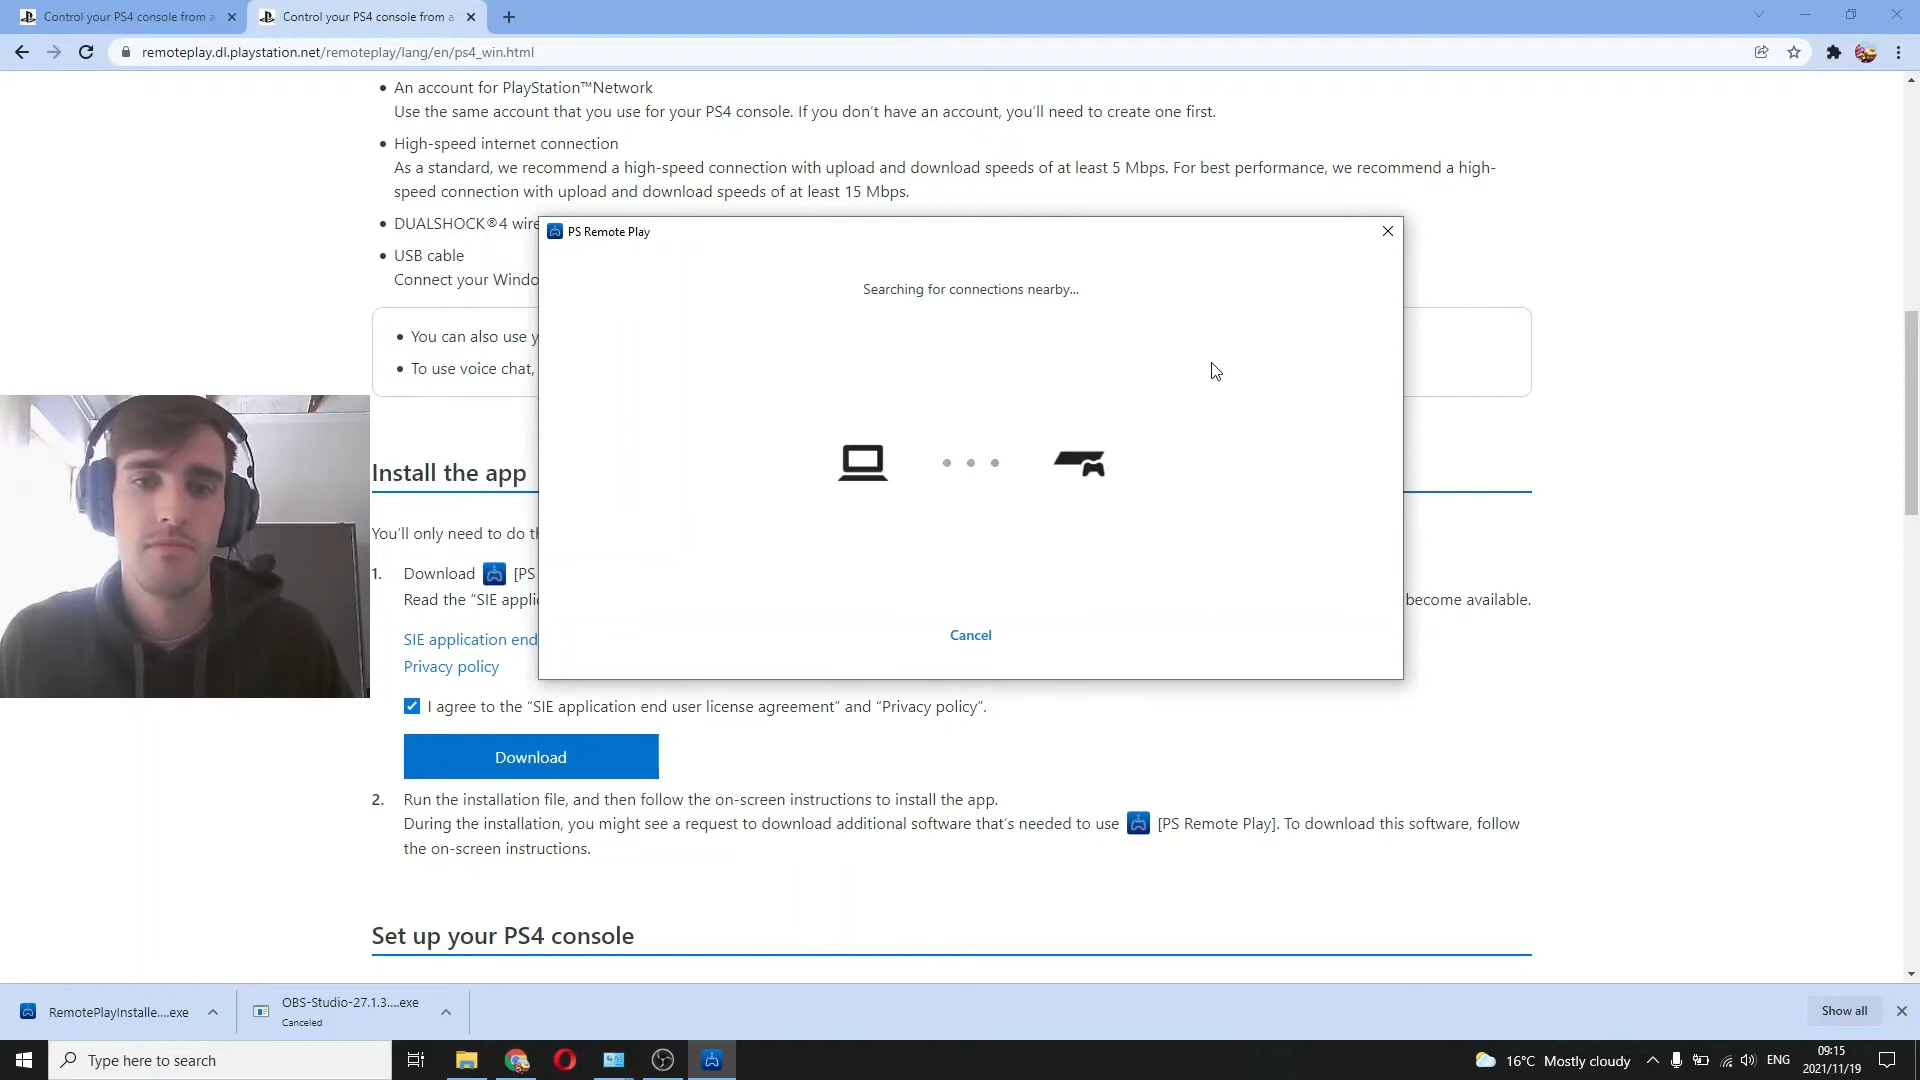 Control your PS4 console from a
Control your PS4 console from a
remoteplay.dl.playstation.net/remoteplay/lang/en/ps4_win.html
An account for PlayStation™Network
Use the same account that you use for your PS4 console. If you don't have an account, you'll need to create one first.
High-speed internet connection
As a standard, we recommend a high-speed connection with upload and download speeds of at least 5 Mbps. For best performance, we recommend a high-
speed connection with upload and download speeds of at least 15 Mbps.
DUALSHOCK®4 wire
USB cable
Connect your Windo
You can also use y
To use voice chat,
PS Remote Play
Searching for connections nearby...
Cancel
Install the app
You'll only need to do th
1. Download [PS
Read the “SIE appli
become available.
SIE application end
Privacy policy
I agree to the “SIE application end user license agreement” and “Privacy policy”.
Download
2. Run the installation file, and then follow the on-screen instructions to install the app.
During the installation, you might see a request to download additional software that's needed to use [PS Remote Play]. To download this software, follow
the on-screen instructions.
Set up your PS4 console
RemotePlayInstalle....exe
OBS-Studio-27.1.3....exe
Canceled
Show all
Type here to search
16°C Mostly cloudy
ENG
09:15
2021/11/19